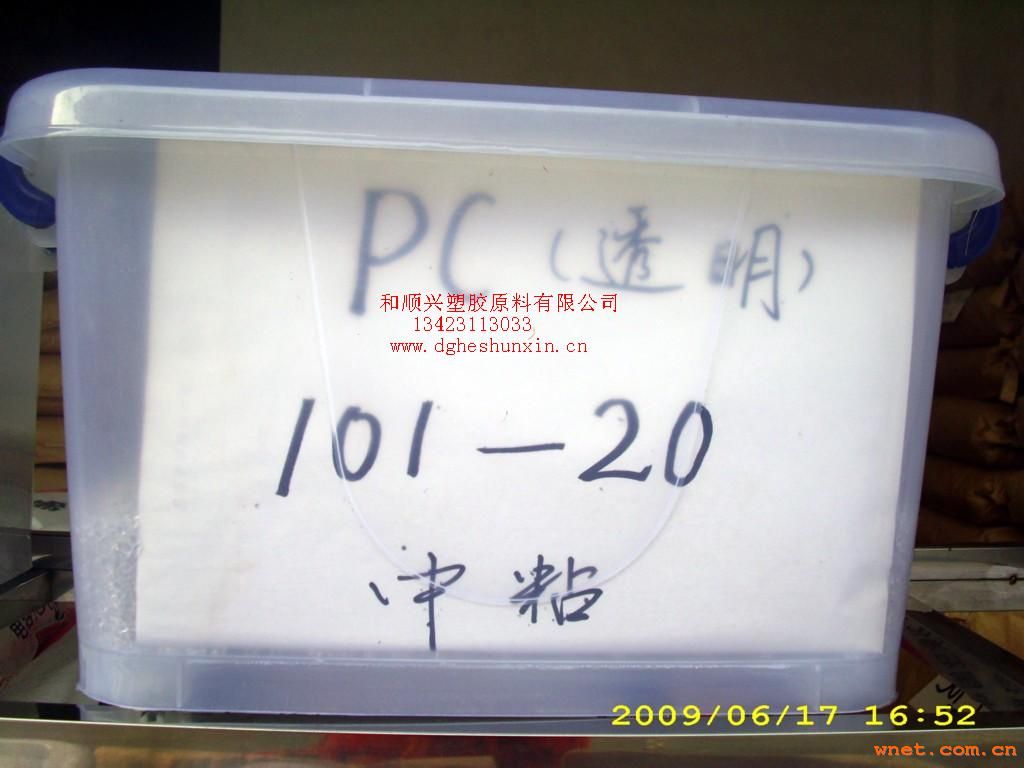 PC（透明）
和顺兴塑胶原料有限公司
13423113033
www.dgheshunxin.cn
101-20
冲粘
2009/06/17 16:52
wnet.com.cn